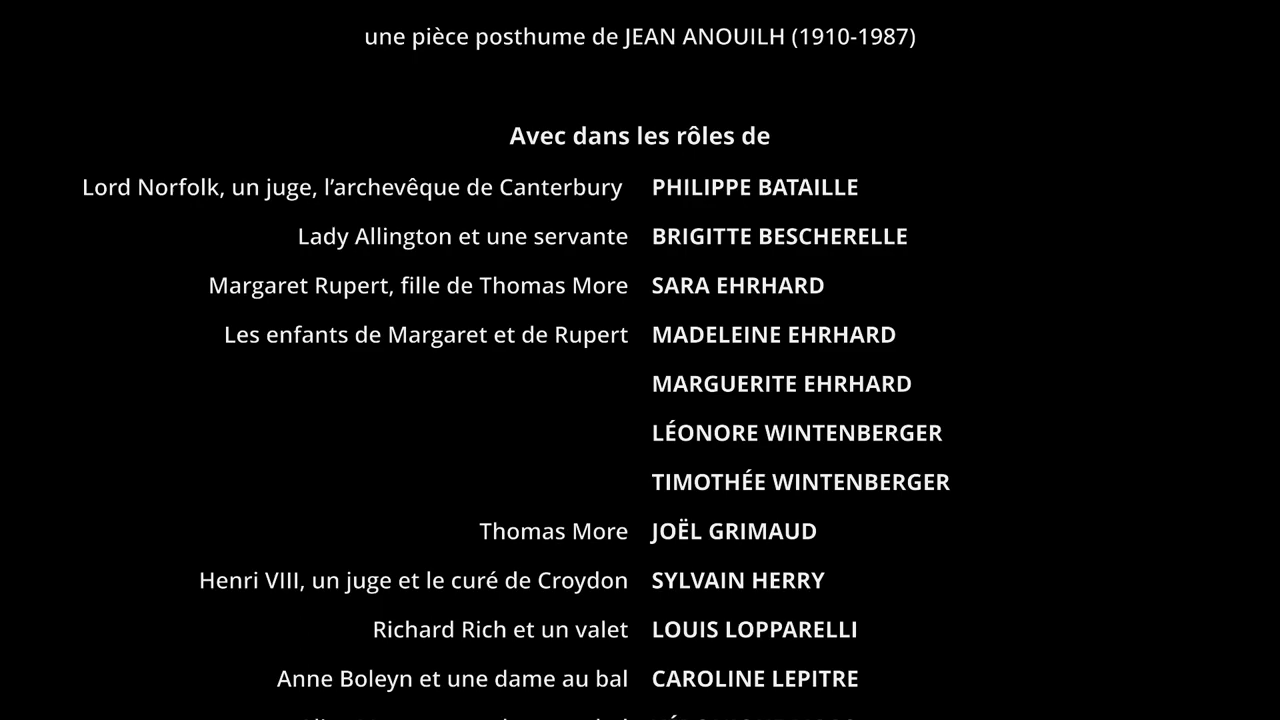 une pièce posthume de JEAN ANOUILH (1910-1987)
Avec dans les rôles de
Lord Norfolk, un juge, l’archevêque de Canterbury PHILIPPE BATAILLE
Lady Allington et une servante BRIGITTE BESCHERELLE
Margaret Rupert, fille de Thomas More SARA EHRHARD
Les enfants de Margaret et de Rupert MADELEINE EHRHARD
MARGUERITE EHRHARD
LÉONORE WINTENBERGER
TIMOTHÉE WINTENBERGER
Thomas More JOËL GRIMAUD
Henri VIII, un juge et le curé de Croydon SYLVAIN HERRY
Richard Rich et un valet LOUIS LOPPARELLI
Anne Boleyn et une dame au bal CAROLINE LEPITRE